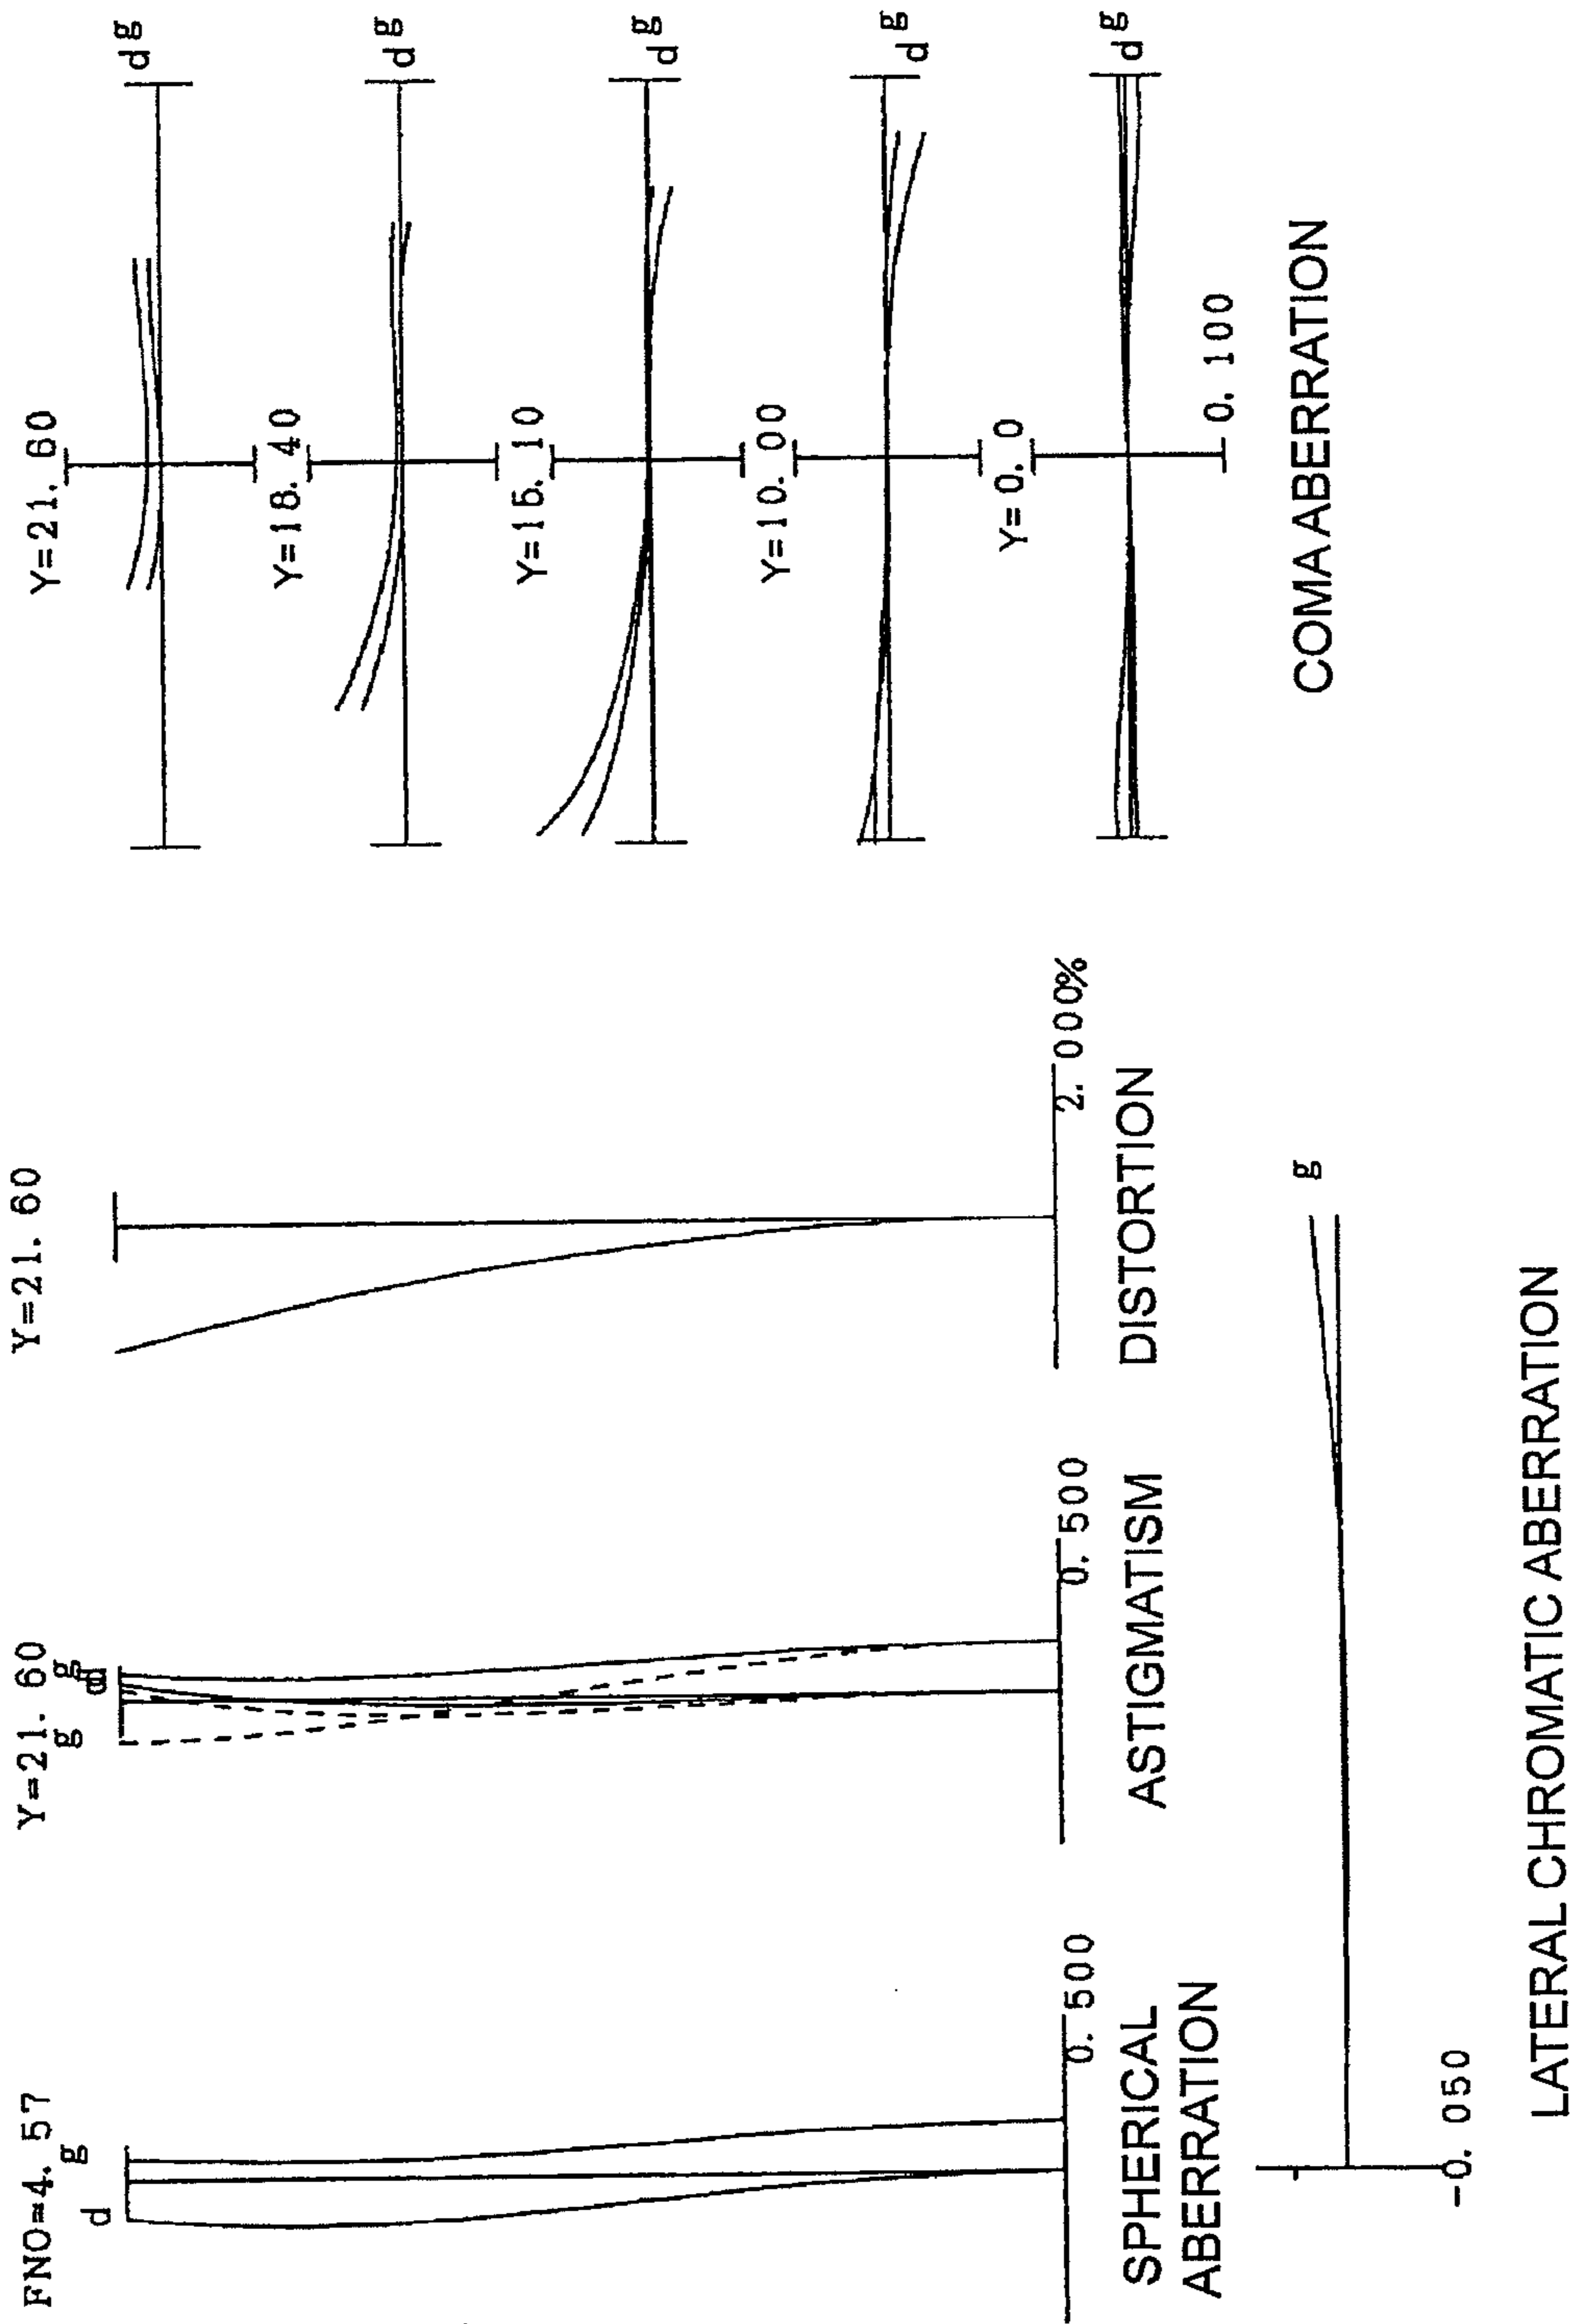 FNO=4. 57
d g
0. 500
SPHERICAL
ABERRATION
Y=21. 60
g d g
0. 500
ASTIGMATISM
Y=21. 60
2. 000%
DISTORTION
Y=21. 60
d g
Y=18. 40
d g
Y=15. 10
d g
Y=10. 00
d g
Y=0. 0
d g
0. 100
COMA ABERRATION
g
-0. 050
LATERAL CHROMATIC ABERRATION